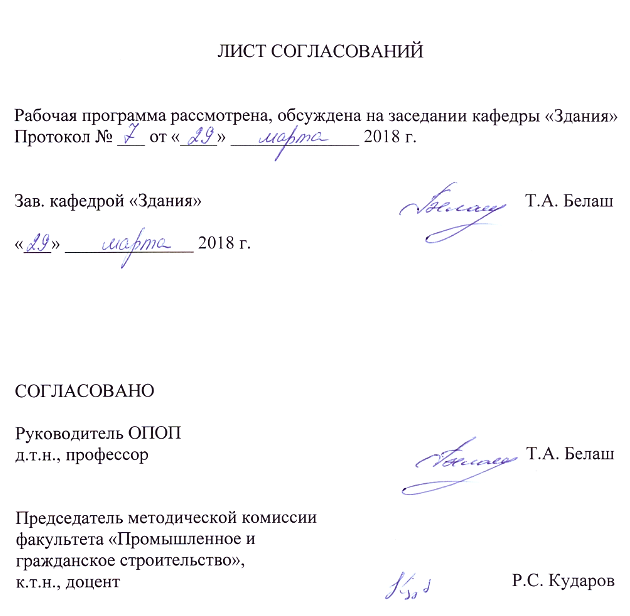 ЛИСТ СОГЛАСОВАНИЙ
Рабочая программа рассмотрена, обсуждена на заседании кафедры «Здания»
Протокол № 7 от «29» марта 2018 г.
Зав. кафедрой «Здания» Т.А. Белаш
«29» марта 2018 г.
СОГЛАСОВАНО
Руководитель ОПОП
д.т.н., профессор Т.А. Белаш
Председатель методической комиссии
факультета «Промышленное и
гражданское строительство»,
к.т.н., доцент Р.С. Кударов